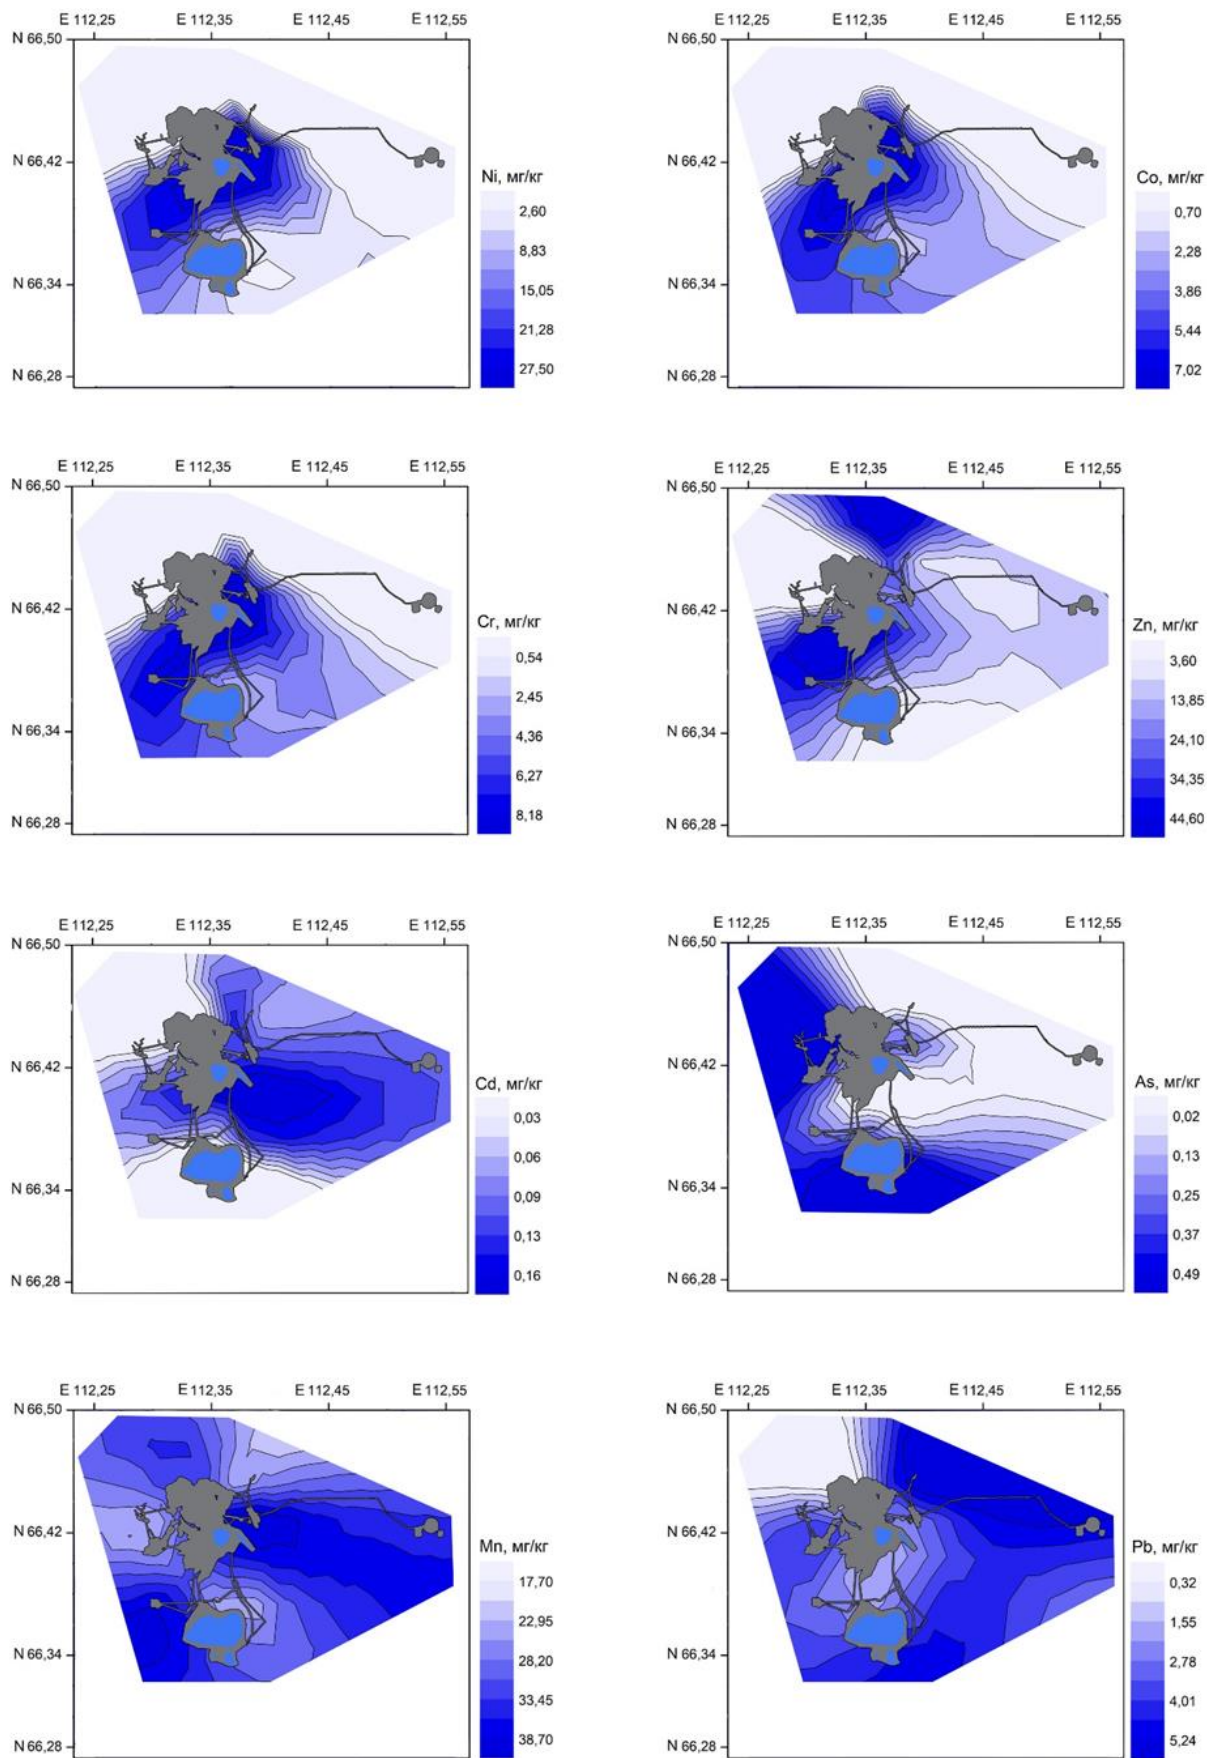 E 112,25 E 112,35 E 112,45 E 112,55
N 66,50
N 66,42
N 66,34
N 66,28
Ni, мг/кг
2,60
8,83
15,05
21,28
27,50
E 112,25 E 112,35 E 112,45 E 112,55
N 66,50
N 66,42
N 66,34
N 66,28
Co, мг/кг
0,70
2,28
3,86
5,44
7,02
E 112,25 E 112,35 E 112,45 E 112,55
N 66,50
N 66,42
N 66,34
N 66,28
Cr, мг/кг
0,54
2,45
4,36
6,27
8,18
E 112,25 E 112,35 E 112,45 E 112,55
N 66,50
N 66,42
N 66,34
N 66,28
Zn, мг/кг
3,60
13,85
24,10
34,35
44,60
E 112,25 E 112,35 E 112,45 E 112,55
N 66,50
N 66,42
N 66,34
N 66,28
Cd, мг/кг
0,03
0,06
0,09
0,13
0,16
E 112,25 E 112,35 E 112,45 E 112,55
N 66,50
N 66,42
N 66,34
N 66,28
As, мг/кг
0,02
0,13
0,25
0,37
0,49
E 112,25 E 112,35 E 112,45 E 112,55
N 66,50
N 66,42
N 66,34
N 66,28
Mn, мг/кг
17,70
22,95
28,20
33,45
38,70
E 112,25 E 112,35 E 112,45 E 112,55
N 66,50
N 66,42
N 66,34
N 66,28
Pb, мг/кг
0,32
1,55
2,78
4,01
5,24